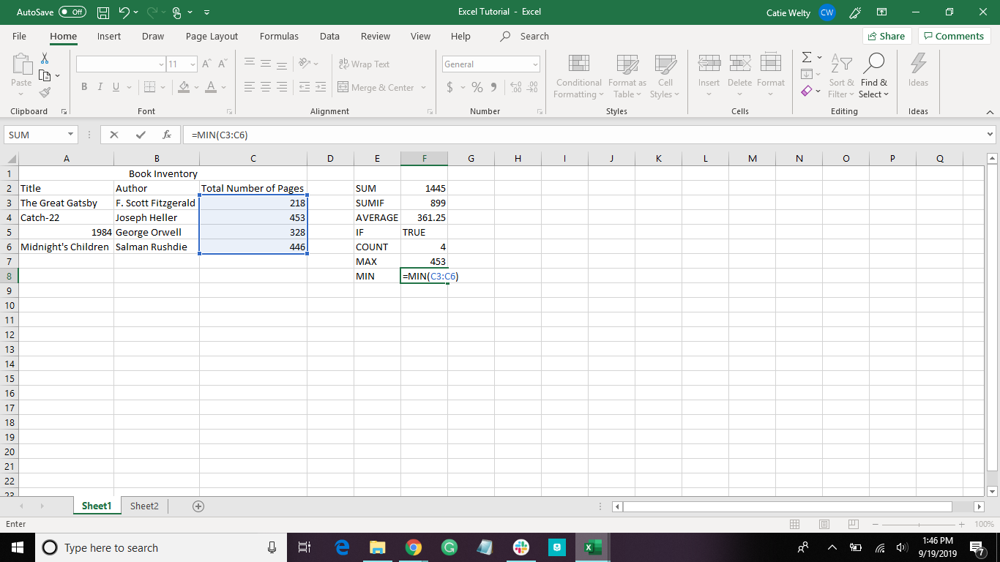 AutoSave Off Excel Tutorial - Excel Catie Welty CW
File Home Insert Draw Page Layout Formulas Data Review View Help Search Share Comments
Paste
11
General
B I U
ab Wrap Text
Merge & Center
$ % 9
Conditional Formatting
Format as Table
Cell Styles
Insert Delete Format
Sort & Filter
Find & Select
Ideas
Clipboard Font Alignment Number Styles Cells Editing Ideas
SUM fx =MIN(C3:C6)
A B C D E F G H I J K L M N O P Q
1 Book Inventory
2 Title Author Total Number of Pages SUM 1445
3 The Great Gatsby F. Scott Fitzgerald 218 SUMIF 899
4 Catch-22 Joseph Heller 453 AVERAGE 361.25
5 1984 George Orwell 328 IF TRUE
6 Midnight's Children Salman Rushdie 446 COUNT 4
7 MAX 453
8 MIN =MIN(C3:C6)
9
10
11
12
13
14
15
16
17
18
19
20
21
22
23
Sheet1 Sheet2
Enter 100%
Type here to search
1:46 PM
9/19/2019
7